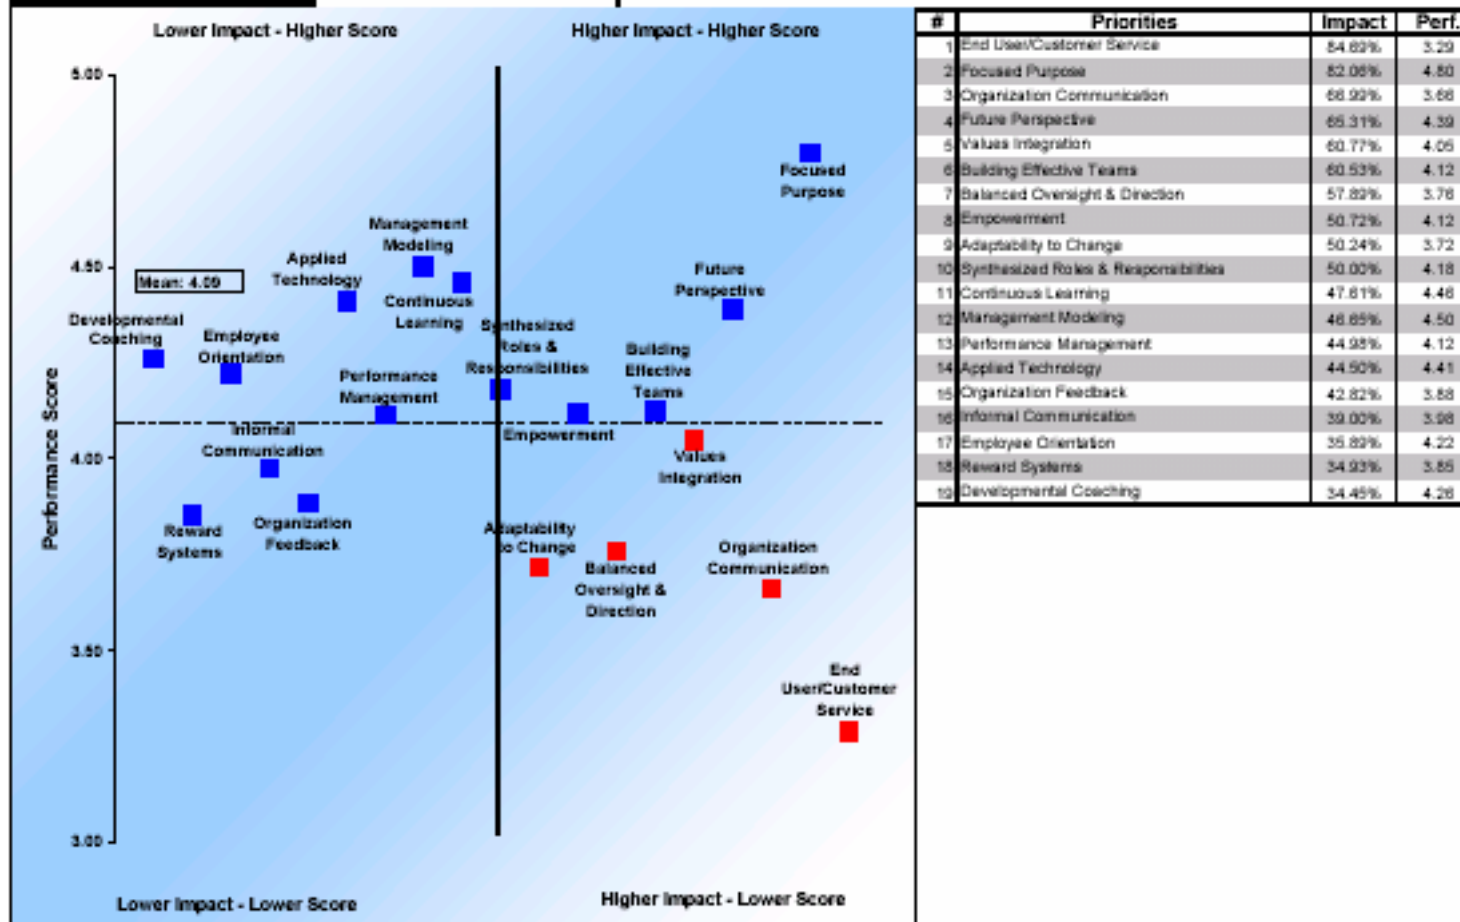 Lower Impact - Higher Score
Higher Impact - Higher Score
5.00
4.50
4.00
3.50
3.00
Performance Score
Mean: 4.09
Focused
Purpose
Management
Modeling
Applied
Technology
Continuous
Learning
Future
Perspective
Developmental
Coaching
Employee
Orientation
Synthesized
Roles &
Responsibilities
Building
Effective
Teams
Performance
Management
Empowerment
Informal
Communication
Values
Integration
Reward
Systems
Organization
Feedback
Adaptability
to Change
Balanced
Oversight &
Direction
Organization
Communication
End
User/Customer
Service
Lower Impact - Lower Score
Higher Impact - Lower Score
# Priorities Impact Perf.
1 End User/Customer Service 84.69% 3.29
2 Focused Purpose 82.06% 4.80
3 Organization Communication 66.99% 3.66
4 Future Perspective 65.31% 4.39
5 Values Integration 60.77% 4.05
6 Building Effective Teams 60.53% 4.12
7 Balanced Oversight & Direction 57.89% 3.76
8 Empowerment 50.72% 4.12
9 Adaptability to Change 50.24% 3.72
10 Synthesized Roles & Responsibilities 50.00% 4.18
11 Continuous Learning 47.61% 4.46
12 Management Modeling 46.65% 4.50
13 Performance Management 44.98% 4.12
14 Applied Technology 44.50% 4.41
15 Organization Feedback 42.82% 3.88
16 Informal Communication 39.00% 3.98
17 Employee Orientation 35.89% 4.22
18 Reward Systems 34.93% 3.85
19 Developmental Coaching 34.45% 4.26